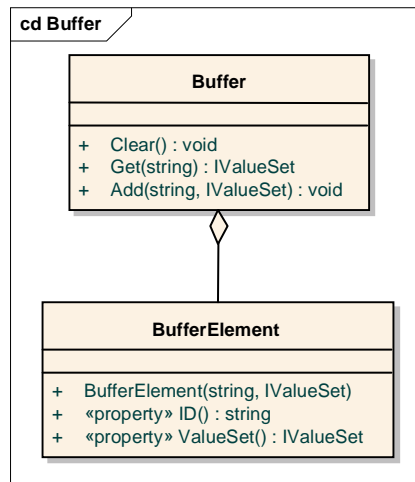 cd Buffer
Buffer
+ Clear() : void
+ Get(string) : IValueSet
+ Add(string, IValueSet) : void
BufferElement
+ BufferElement(string, IValueSet)
+ «property» ID() : string
+ «property» ValueSet() : IValueSet